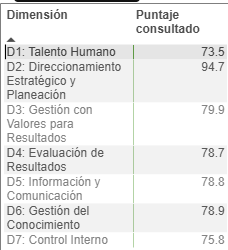 Dimensión Puntaje
consultado
D1: Talento Humano 73.5
D2: Direccionamiento 94.7
Estratégico y
Planeación
D3: Gestión con 79.9
Valores para
Resultados
D4: Evaluación de 78.7
Resultados
D5: Información y 78.8
Comunicación
D6: Gestión del 78.9
Conocimiento
D7: Control Interno 75.8